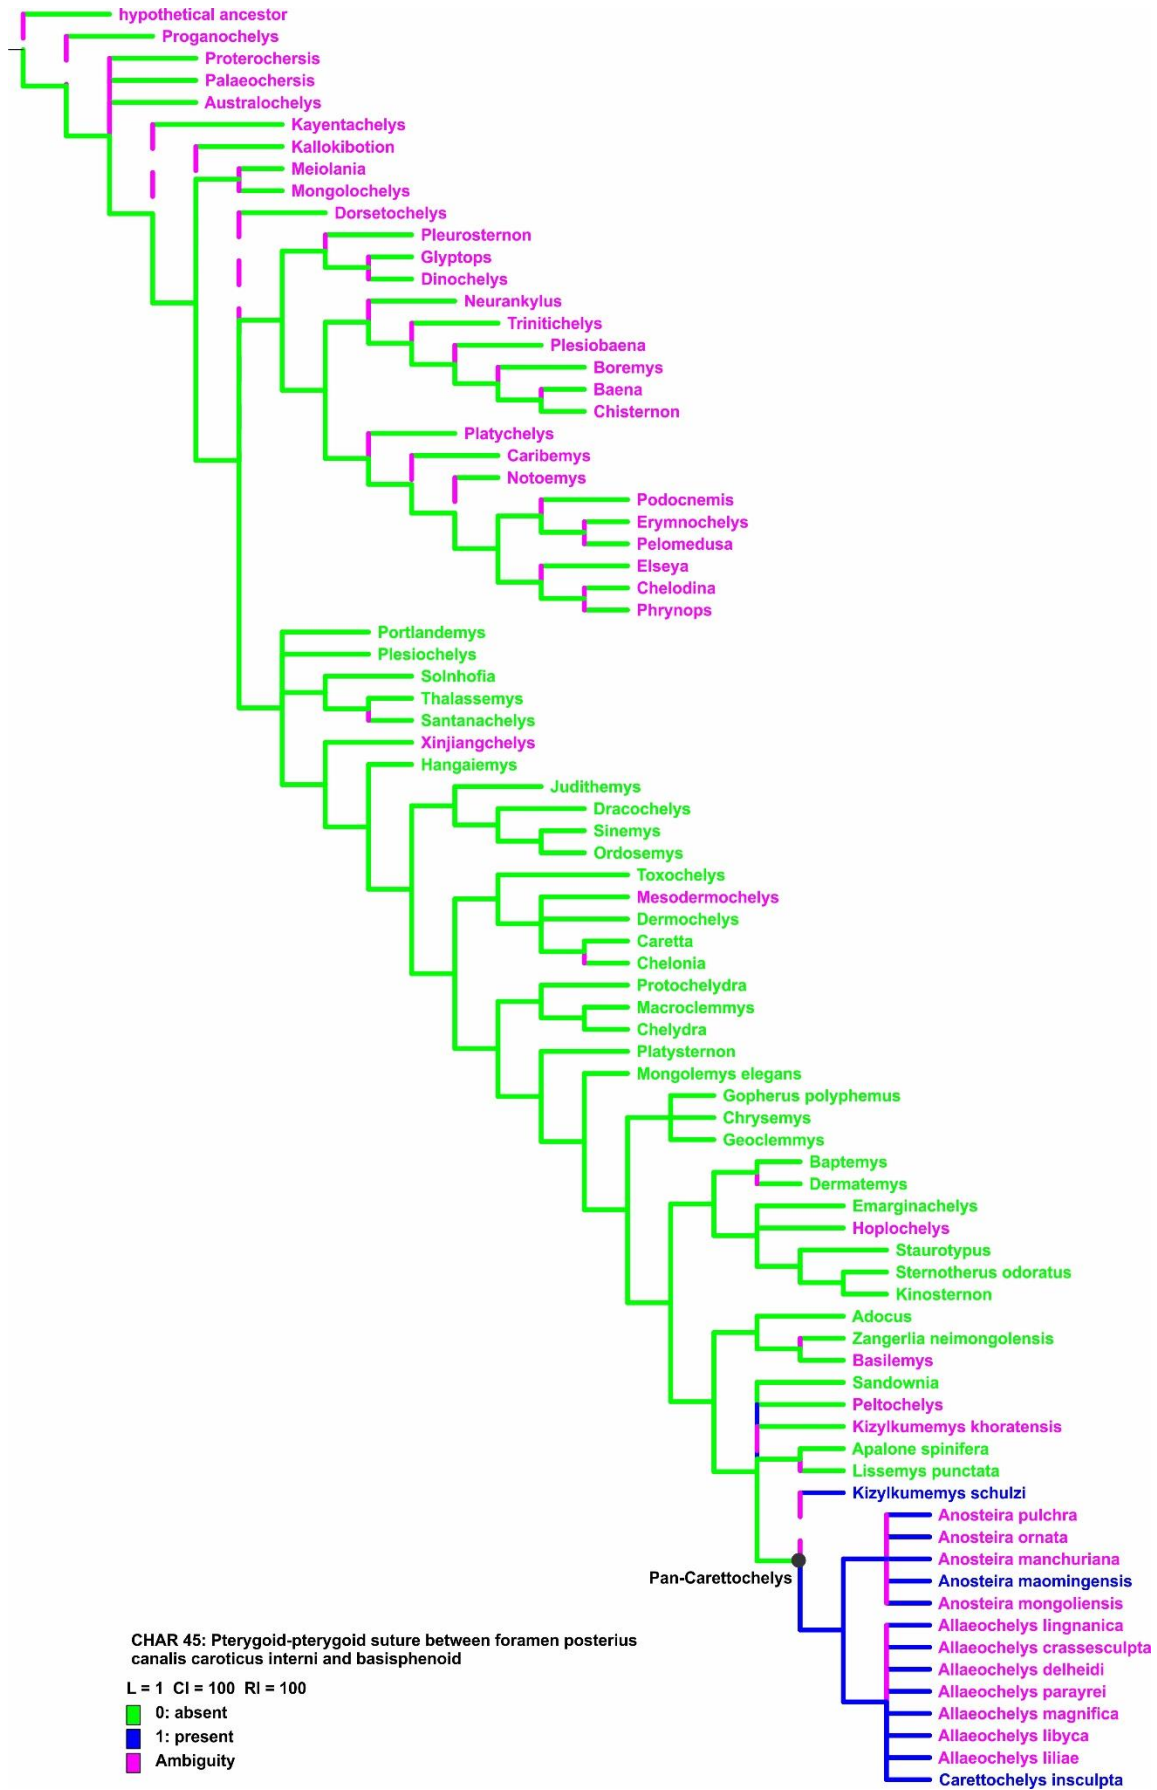 hypothetical ancestor
Proganochelys
Proterochersis
Palaeochersis
Australochelys
Kayentachelys
Kallokibotion
Meiolania
Mongolochelys
Dorsetochelys
Pleurosternon
Glyptops
Dinochelys
Neurankylus
Trinitichelys
Plesiobaena
Boremys
Baena
Chisternon
Platychelys
Caribemys
Notoemys
Podocnemis
Erymnochelys
Pelomedusa
Elseya
Chelodina
Phrynops
Portlandemys
Plesiochelys
Solnhofia
Thalassemys
Santanachelys
Xinjiangchelys
Hangaiemys
Judithemys
Dracochelys
Sinemys
Ordosemys
Toxochelys
Mesodermochelys
Dermochelys
Caretta
Chelonia
Protochelydra
Macroclemmys
Chelydra
Platysternon
Mongolemys elegans
Gopherus polyphemus
Chrysemys
Geoclemmys
Baptemys
Dermatemys
Emarginachelys
Hoplochelys
Staurotypus
Sternotherus odoratus
Kinosternon
Adocus
Zangerlia neimongolensis
Basilemys
Sandownia
Peltochelys
Kizylkumemys khoratensis
Apalone spinifera
Lissemys punctata
Kizylkumemys schulzi
Anosteira pulchra
Anosteira ornata
Anosteira manchuriana
Pan-Carettochelys
Anosteira maomingensis
Anosteira mongoliensis
Allaeochelys lingnanica
Allaeochelys crassesculpta
Allaeochelys delheidi
Allaeochelys parayrei
Allaeochelys magnifica
Allaeochelys libyca
Allaeochelys liliae
Carettochelys insculpta
CHAR 45: Pterygoid-pterygoid suture between foramen posterius
canalis caroticus interni and basisphenoid
L = 1 CI = 100 RI = 100
0: absent
1: present
Ambiguity